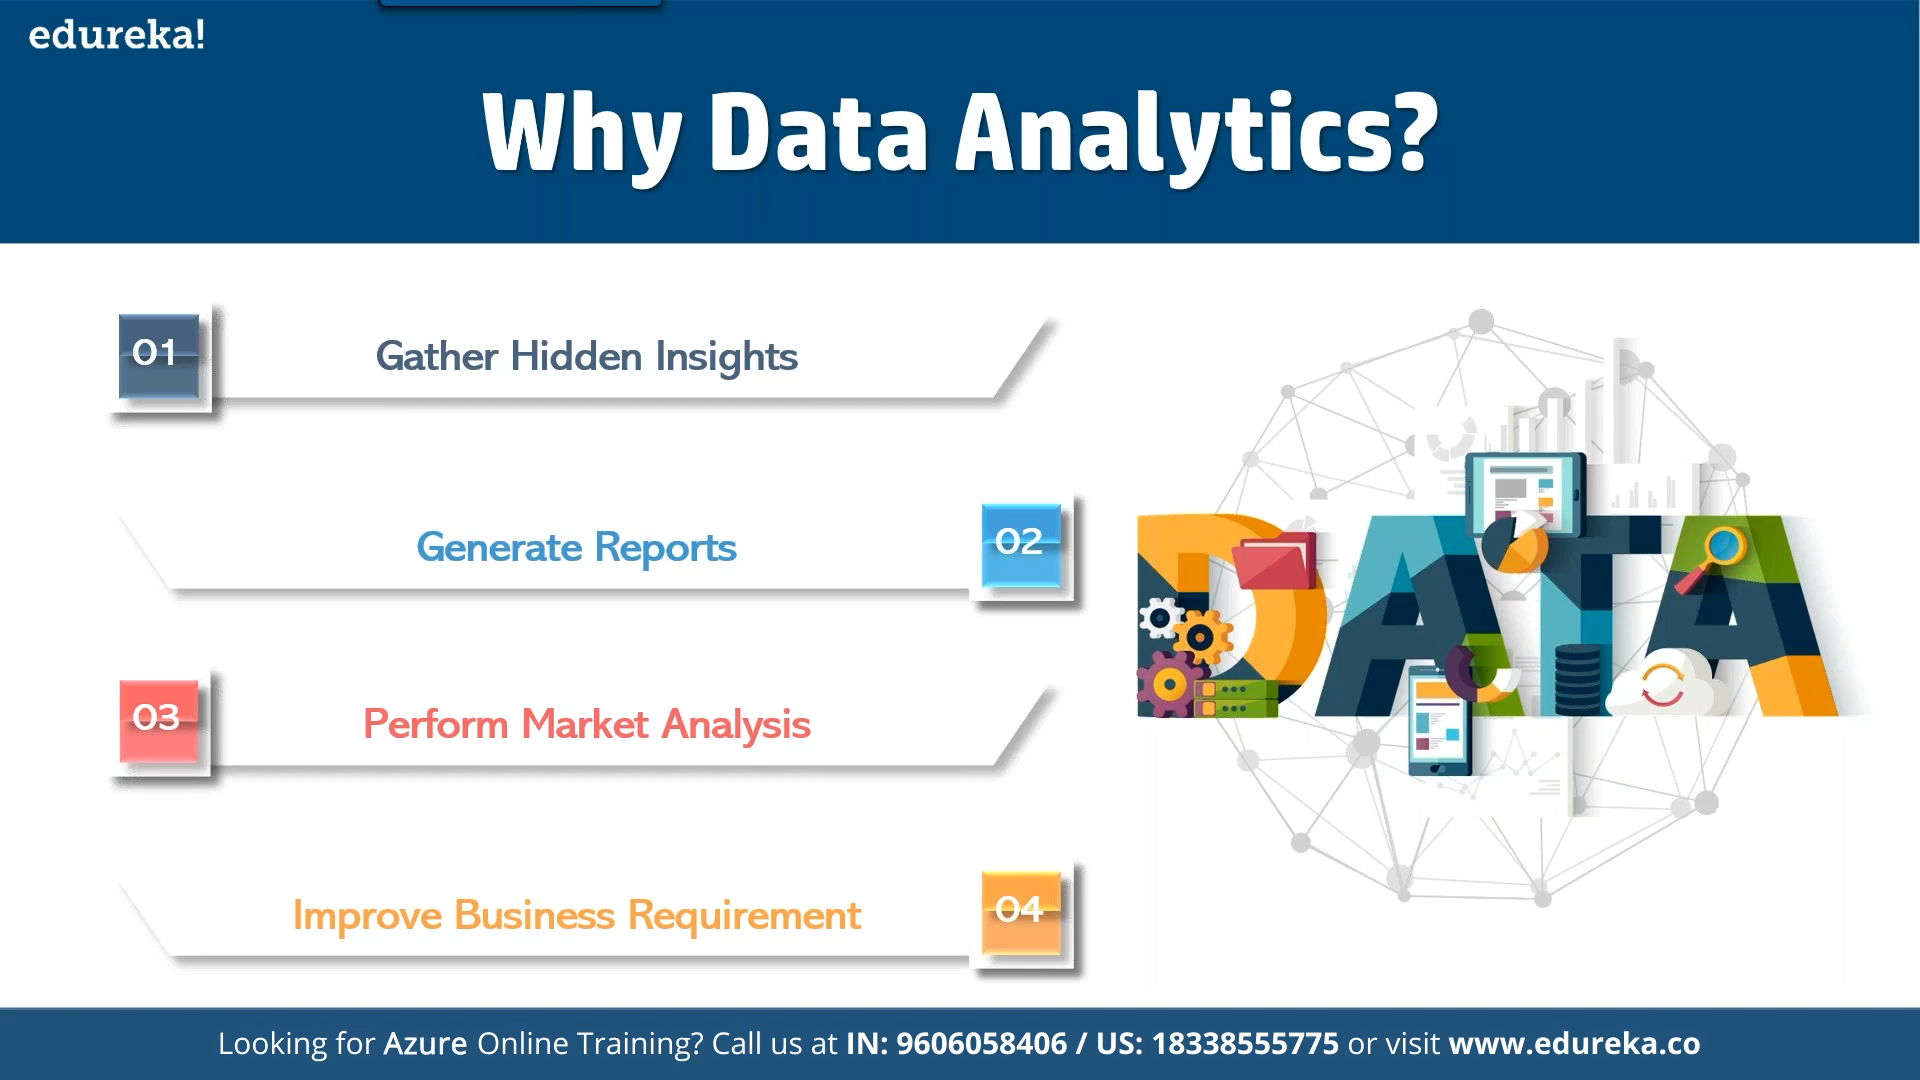 edureka!
Why Data Analytics?
01
Gather Hidden Insights
Generate Reports
02
03
Perform Market Analysis
Improve Business Requirement
04
DATA
Looking for Azure Online Training? Call us at IN: 9606058406 / US: 18338555775 or visit www.edureka.co